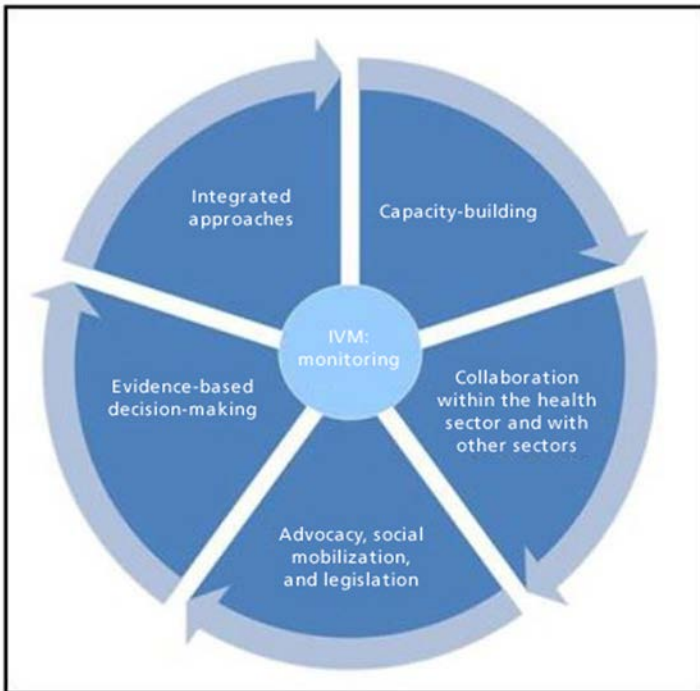 Integrated
approaches
Capacity-building
IVM:
monitoring
Evidence-based
decision-making
Collaboration
within the health
sector and with
other sectors
Advocacy, social
mobilization,
and legislation